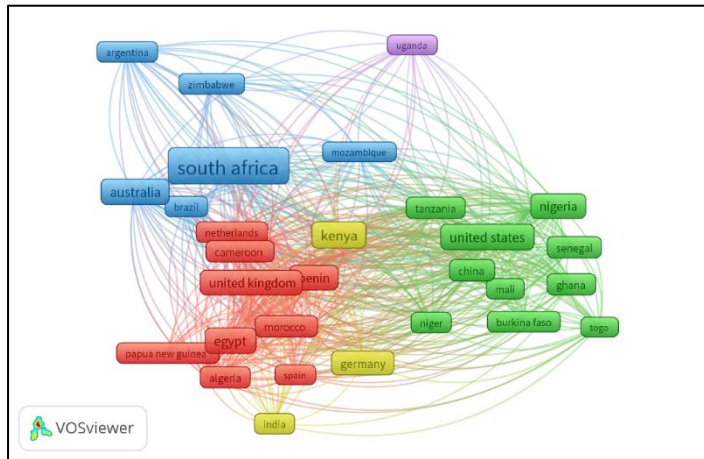 argentina
uganda
zimbabwe
mozambique
south africa
australia
brazil
tanzania
nigeria
netherlands
kenya
united states
cameroon
senegal
united kingdom
benin
china
mali
ghana
niger
burkina faso
togo
egypt
morocco
papua new guinea
algeria
spain
germany
india
VOSviewer